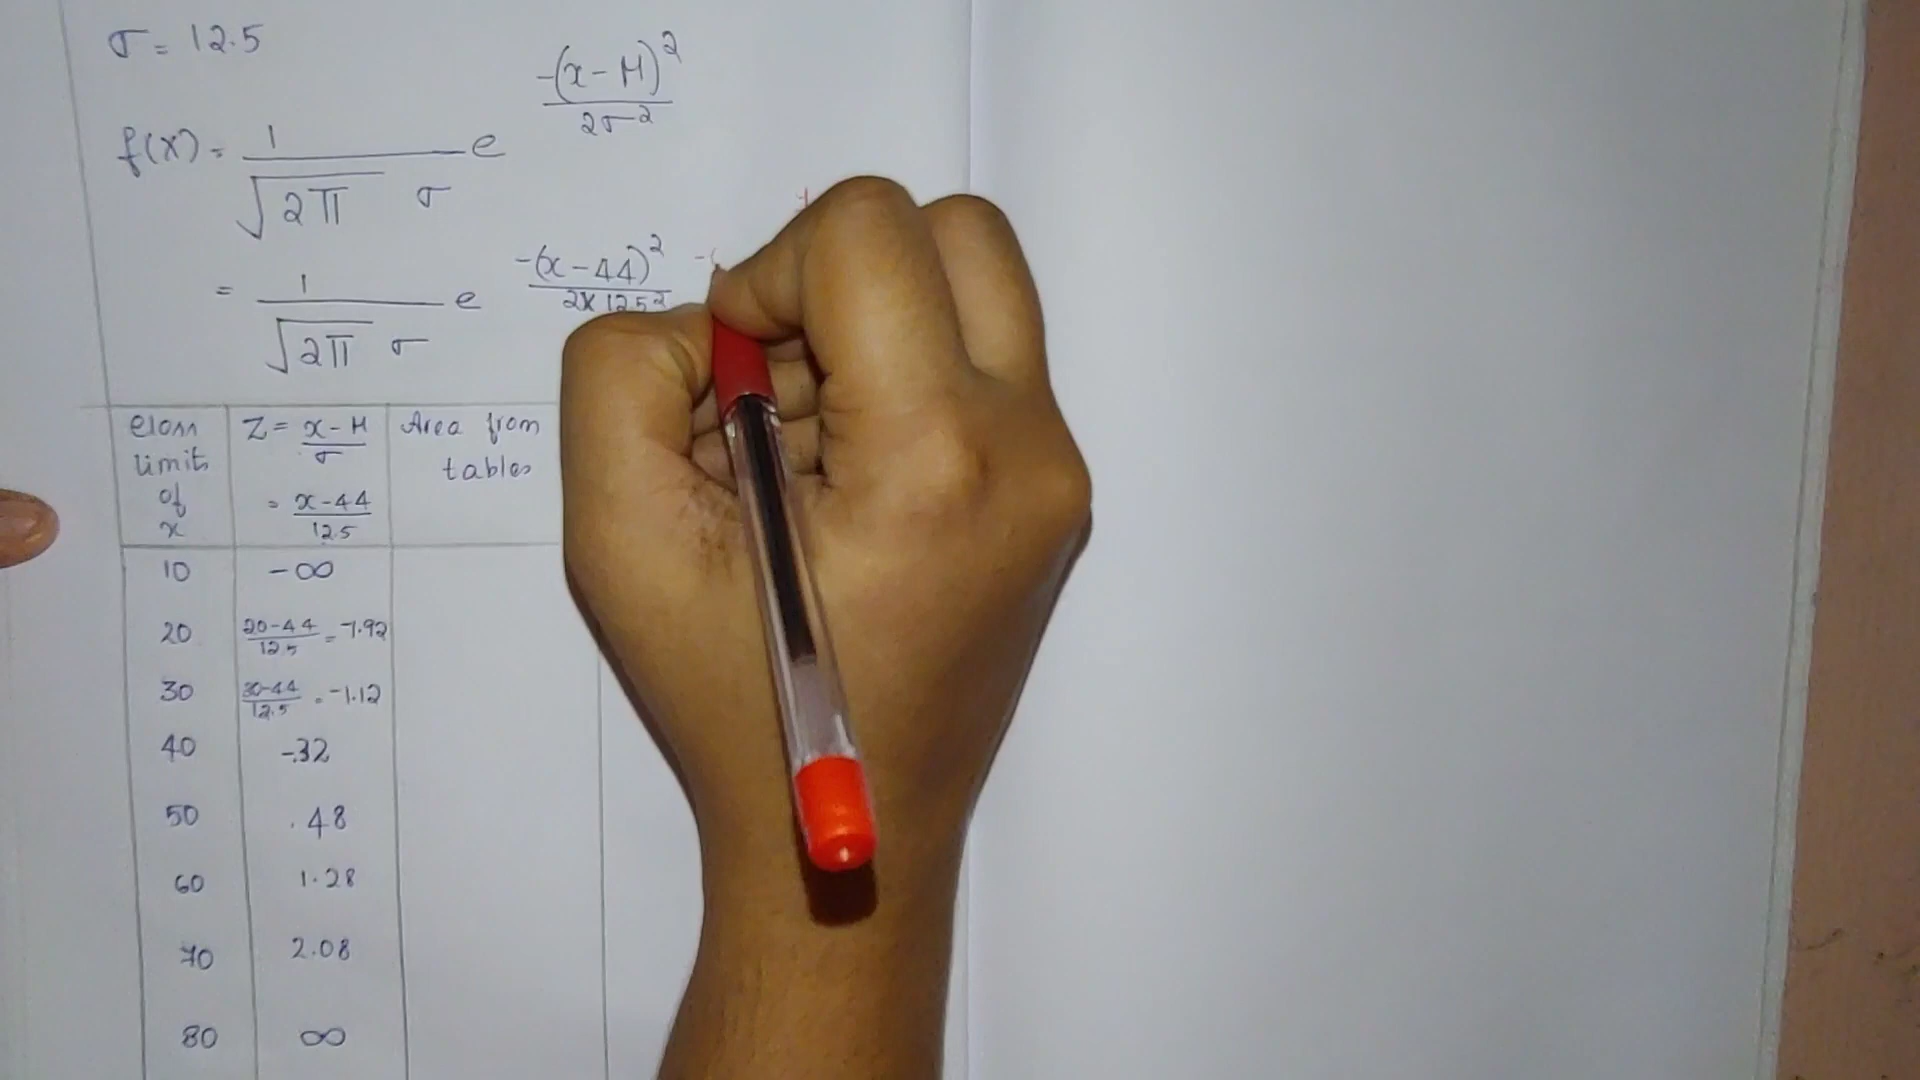 σ = 12.5
f(x) = 1/(√2π σ) e -(x-μ)²/2σ²
= 1/(√2π σ) e -(x-44)²/2×12.5²
class limits of x | Z = x-μ/σ = x-44/12.5 | Area from tables
10 | -∞
20 | 20-44/12.5 = -1.92
30 | 30-44/12.5 = -1.12
40 | -.32
50 | .48
60 | 1.28
70 | 2.08
80 | ∞